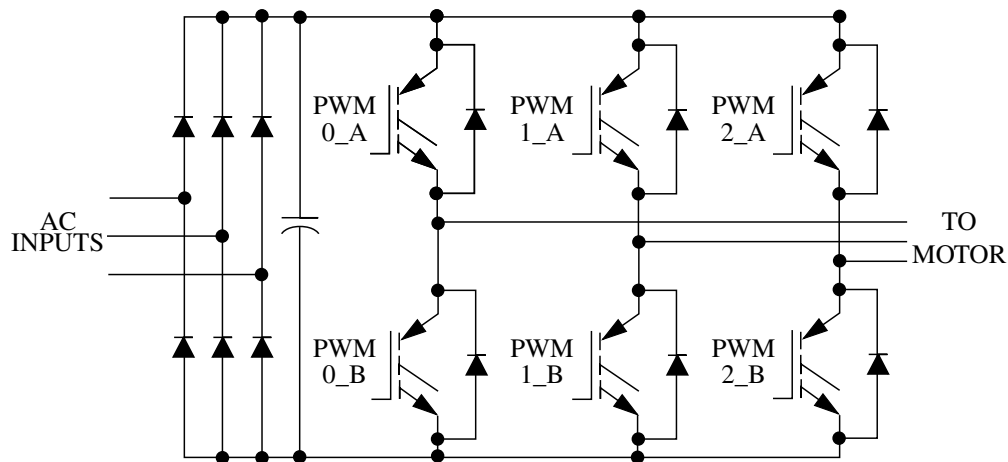 PWM
0_A
PWM
1_A
PWM
2_A
AC
INPUTS
TO
MOTOR
PWM
0_B
PWM
1_B
PWM
2_B